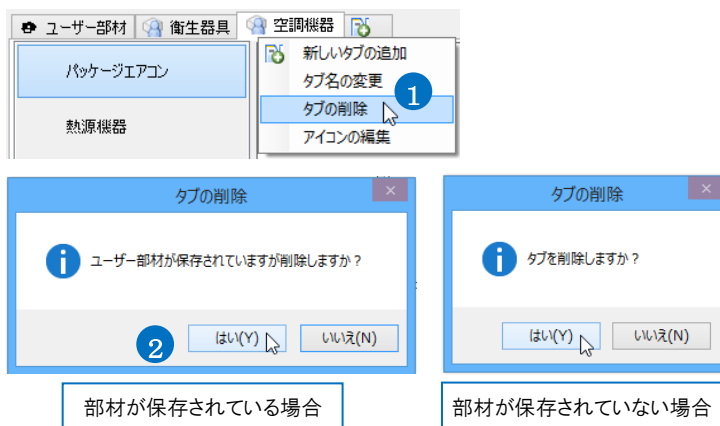 ユーザー部材 衛生器具 空調機器
パッケージエアコン
熱源機器
新しいタブの追加
タブ名の変更
タブの削除 1
アイコンの編集
タブの削除
ユーザー部材が保存されていますが削除しますか？
2 はい(Y) いいえ(N)
部材が保存されている場合
タブの削除
タブを削除しますか？
はい(Y) いいえ(N)
部材が保存されていない場合